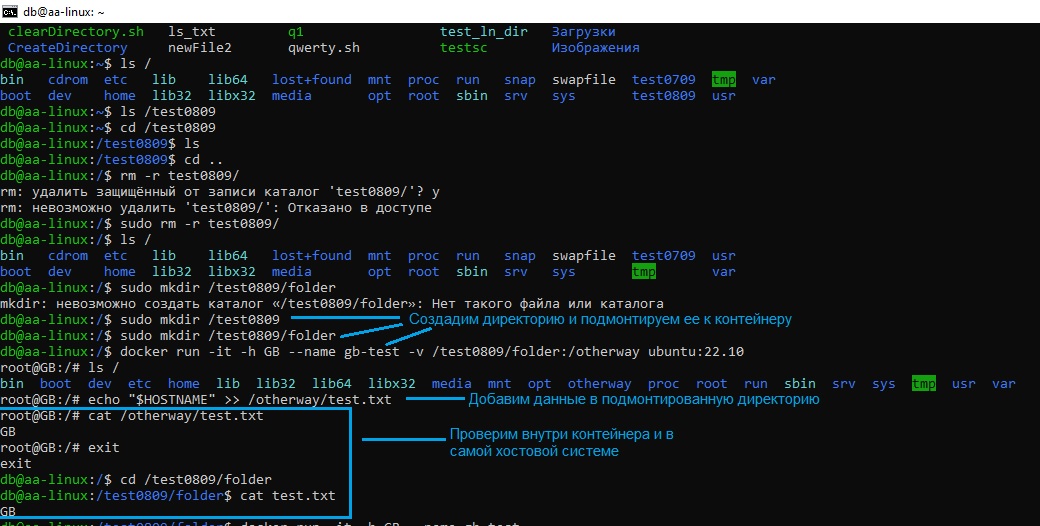 db@aa-linux: ~
clearDirectory.sh ls_txt q1 test_ln_dir Загрузки
CreateDirectory newFile2 qwerty.sh testsc Изображения
db@aa-linux:~$ ls /
bin cdrom etc lib lib64 lost+found mnt proc run snap swapfile test0709 tmp var
boot dev home lib32 libx32 media opt root sbin srv sys test0809 usr
db@aa-linux:~$ ls /test0809
db@aa-linux:~$ cd /test0809
db@aa-linux:/test0809$ ls
db@aa-linux:/test0809$ cd ..
db@aa-linux:/$ rm -r test0809/
rm: удалить защищённый от записи каталог 'test0809/'? y
rm: невозможно удалить 'test0809/': Отказано в доступе
db@aa-linux:/$ sudo rm -r test0809/
db@aa-linux:/$ ls /
bin cdrom etc lib lib64 lost+found mnt proc run snap swapfile test0709 usr
boot dev home lib32 libx32 media opt root sbin srv sys tmp var
db@aa-linux:/$ sudo mkdir /test0809/folder
mkdir: невозможно создать каталог «/test0809/folder»: Нет такого файла или каталога
db@aa-linux:/$ sudo mkdir /test0809 Создадим директорию и подмонтируем ее к контейнеру
db@aa-linux:/$ sudo mkdir /test0809/folder
db@aa-linux:/$ docker run -it -h GB --name gb-test -v /test0809/folder:/otherway ubuntu:22.10
root@GB:/# ls /
bin boot dev etc home lib lib32 lib64 libx32 media mnt opt otherway proc root run sbin srv sys tmp usr var
root@GB:/# echo "$HOSTNAME" >> /otherway/test.txt Добавим данные в подмонтированную директорию
root@GB:/# cat /otherway/test.txt
GB Проверим внутри контейнера и в
root@GB:/# exit самой хостовой системе
exit
db@aa-linux:/$ cd /test0809/folder
db@aa-linux:/test0809/folder$ cat test.txt
GB
db@aa-linux:/test0809/folder$ docker run -it -h GB --name gb-test